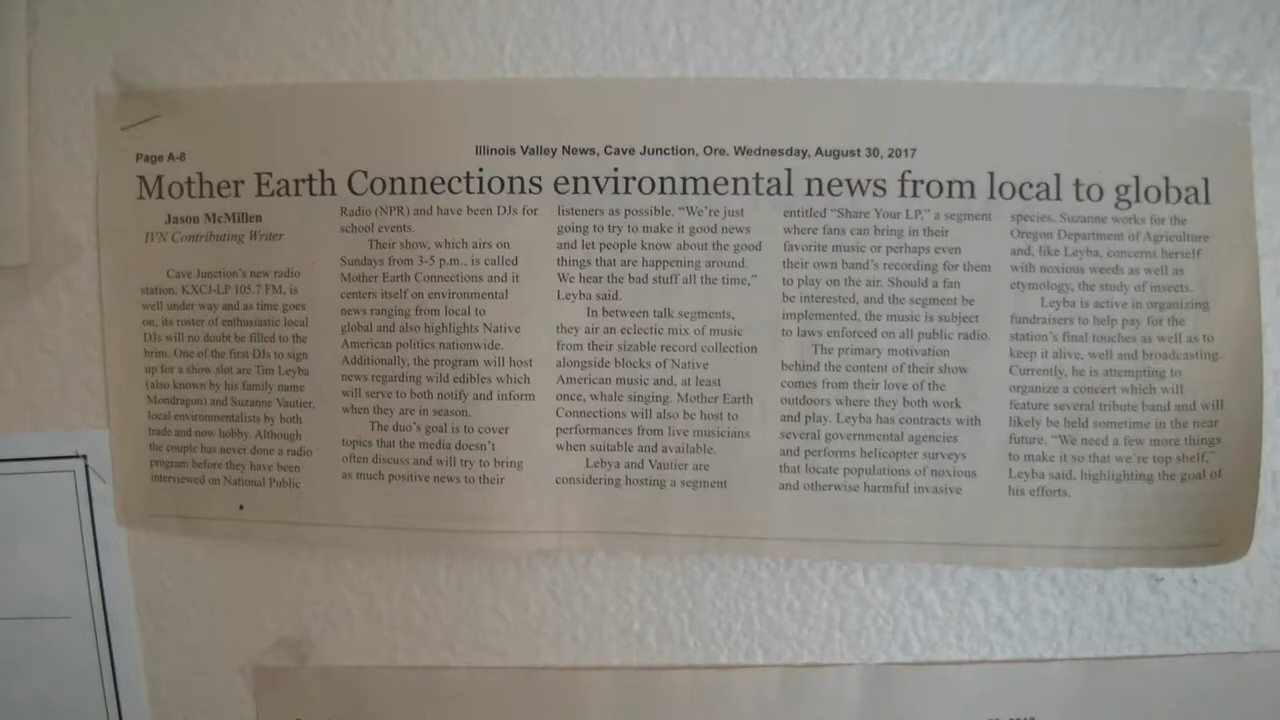 Page A-8
Illinois Valley News, Cave Junction, Ore. Wednesday, August 30, 2017
Mother Earth Connections environmental news from local to global
Jason McMillen
IVN Contributing Writer
Cave Junction's new radio
station, KXCJ-LP 105.7 FM, is
well under way and as time goes
on, its roster of enthusiastic local
DJs will no doubt be filled to the
brim. One of the first DJs to sign
up for a show slot are Tim Leyba
(also known by his family name
Mondragon) and Suzanne Vautier,
local environmentalists by both
trade and now hobby. Although
the couple has never done a radio
program before they have been
interviewed on National Public
Radio (NPR) and have been DJs for
school events.
Their show, which airs on
Sundays from 3-5 p.m., is called
Mother Earth Connections and it
centers itself on environmental
news ranging from local to
global and also highlights Native
American politics nationwide.
Additionally, the program will host
news regarding wild edibles which
will serve to both notify and inform
when they are in season.
The duo's goal is to cover
topics that the media doesn't
often discuss and will try to bring
as much positive news to their
listeners as possible. "We're just
going to try to make it good news
and let people know about the good
things that are happening around.
We hear the bad stuff all the time,"
Leyba said.
In between talk segments,
they air an eclectic mix of music
from their sizable record collection
alongside blocks of Native
American music and, at least
once, whale singing. Mother Earth
Connections will also be host to
performances from live musicians
when suitable and available.
Lebya and Vautier are
considering hosting a segment
entitled "Share Your LP," a segment
where fans can bring in their
favorite music or perhaps even
their own band's recording for them
to play on the air. Should a fan
be interested, and the segment be
implemented, the music is subject
to laws enforced on all public radio.
The primary motivation
behind the content of their show
comes from their love of the
outdoors where they both work
and play. Leyba has contracts with
several governmental agencies
and performs helicopter surveys
that locate populations of noxious
and otherwise harmful invasive
species. Suzanne works for the
Oregon Department of Agriculture
and, like Leyba, concerns herself
with noxious weeds as well as
etymology, the study of insects.
Leyba is active in organizing
fundraisers to help pay for the
station's final touches as well as to
keep it alive, well and broadcasting.
Currently, he is attempting to
organize a concert which will
feature several tribute band and will
likely be held sometime in the near
future. "We need a few more things
to make it so that we're top shelf,"
Leyba said, highlighting the goal of
his efforts.